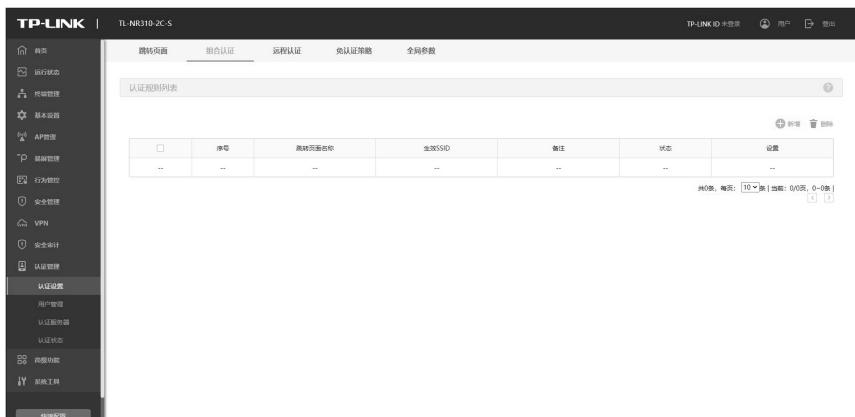 TP-LINK | TL-NR310-2C-S TP-LINK ID 未登录 用户 登出
首页
运行状态
终端管理
基本设置
AP管理
易展管理
行为管控
安全管理
VPN
安全审计
认证管理
认证设置
用户管理
认证服务器
认证状态
高级功能
系统工具
快速配置
跳转页面 组合认证 远程认证 免认证策略 全局参数
认证规则列表
新增 删除
序号 跳转页面名称 生效SSID 备注 状态 设置
-- -- -- -- -- -- --
共0条，每页： 10 条 | 当前：0/0页，0~0条 |